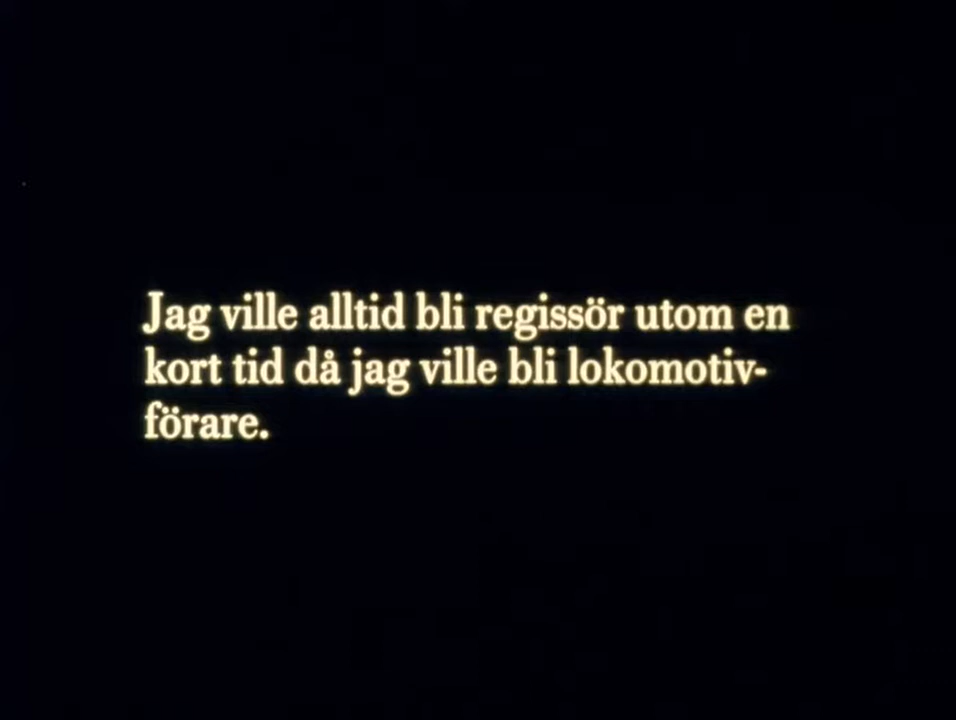 Jag ville alltid bli regissör utom en
kort tid då jag ville bli lokomotiv-
förare.